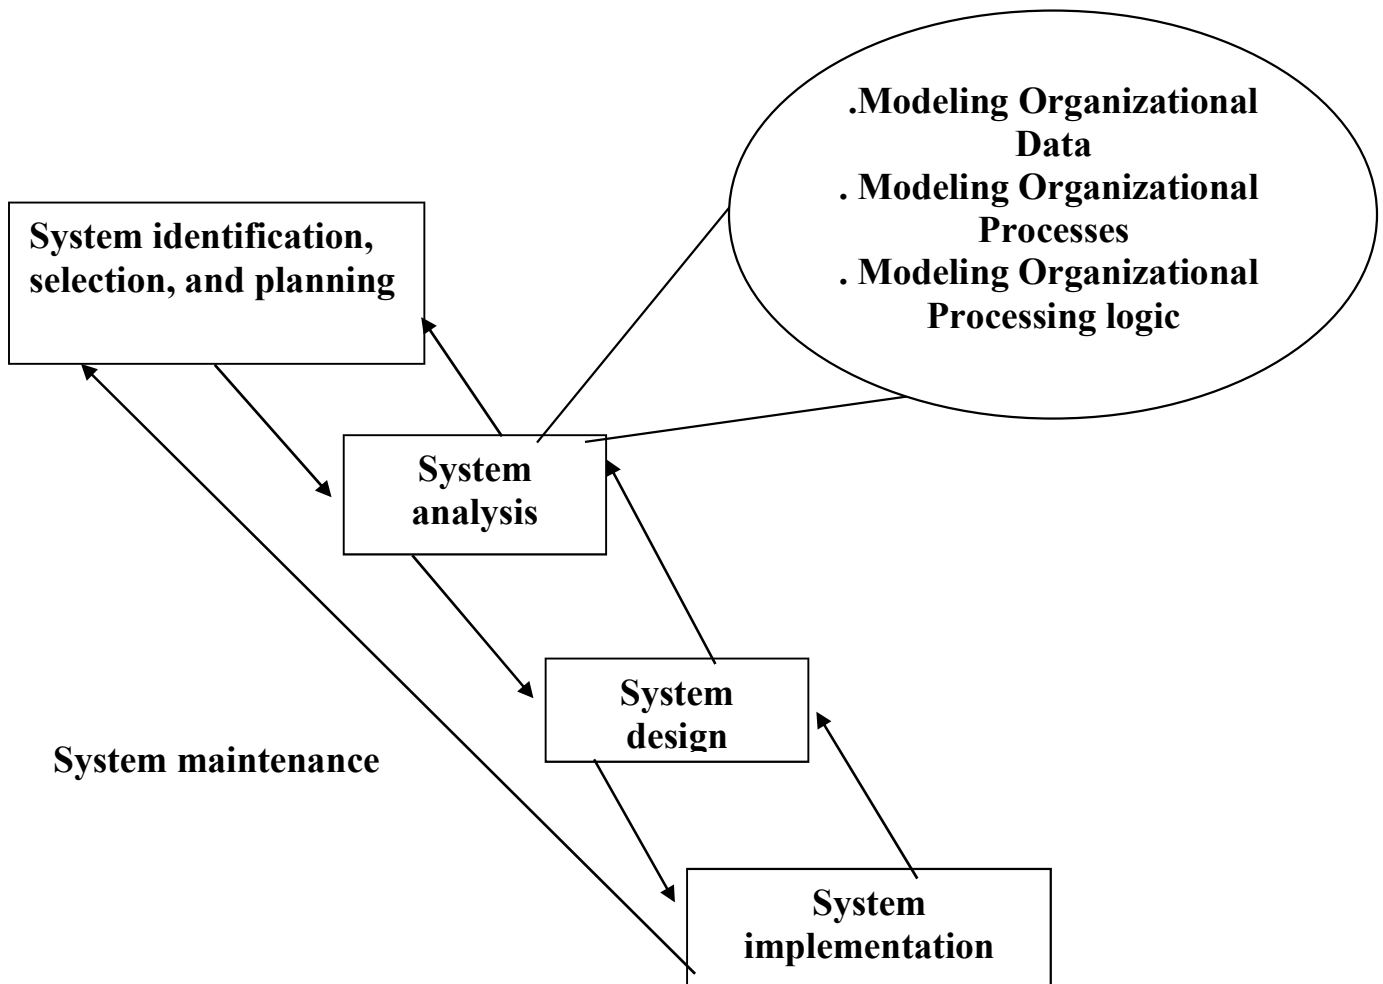 .Modeling Organizational
Data
. Modeling Organizational
Processes
. Modeling Organizational
Processing logic
System identification,
selection, and planning
System
analysis
System
design
System maintenance
System
implementation